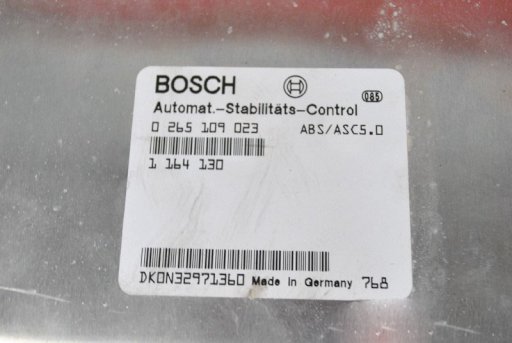 BOSCH
085
Automat.-Stabilitäts-Control
0 265 109 023 ABS/ASC5.0
1 164 130
DKON32971360 Made in Germany 768